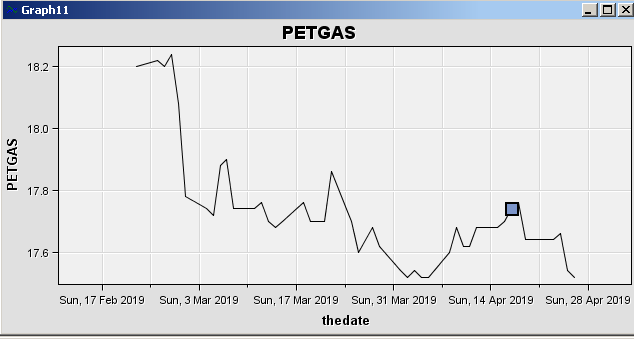 Graph11
PETGAS
18.2
18.0
17.8
17.6
PETGAS
Sun, 17 Feb 2019 Sun, 3 Mar 2019 Sun, 17 Mar 2019 Sun, 31 Mar 2019 Sun, 14 Apr 2019 Sun, 28 Apr 2019
thedate